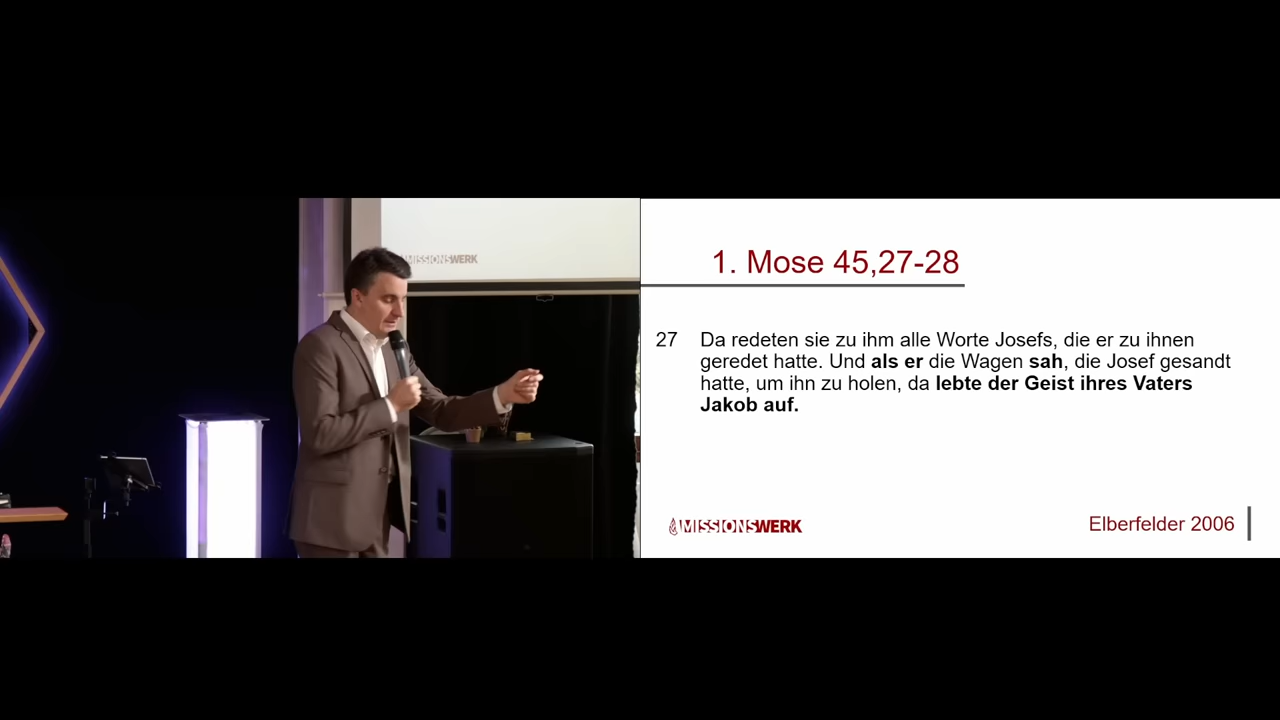 MISSIONSWERK
1. Mose 45,27-28
27 Da redeten sie zu ihm alle Worte Josefs, die er zu ihnen
geredet hatte. Und als er die Wagen sah, die Josef gesandt
hatte, um ihn zu holen, da lebte der Geist ihres Vaters
Jakob auf.
MISSIONSWERK
Elberfelder 2006